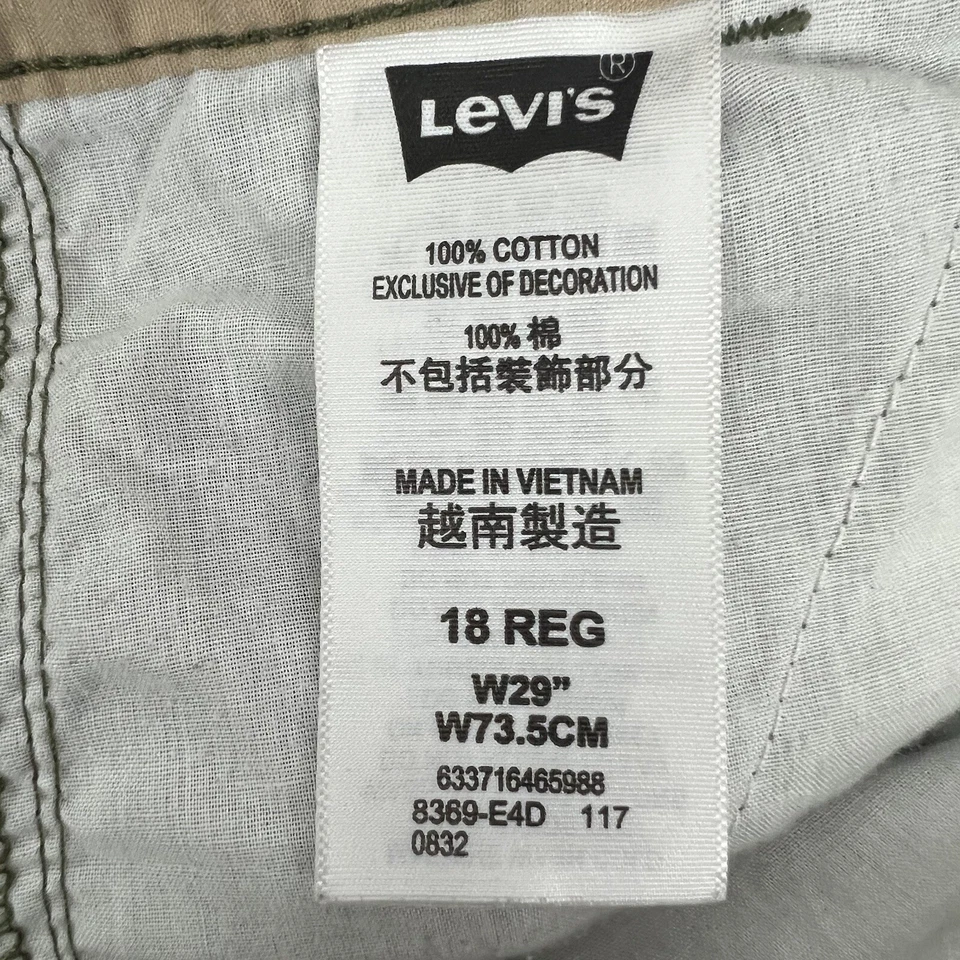 LEVI'S ®
100% COTTON
EXCLUSIVE OF DECORATION
100% 棉
不包括裝飾部分
MADE IN VIETNAM
越南製造
18 REG
W29”
W73.5CM
633716465988
8369-E4D 117
0832